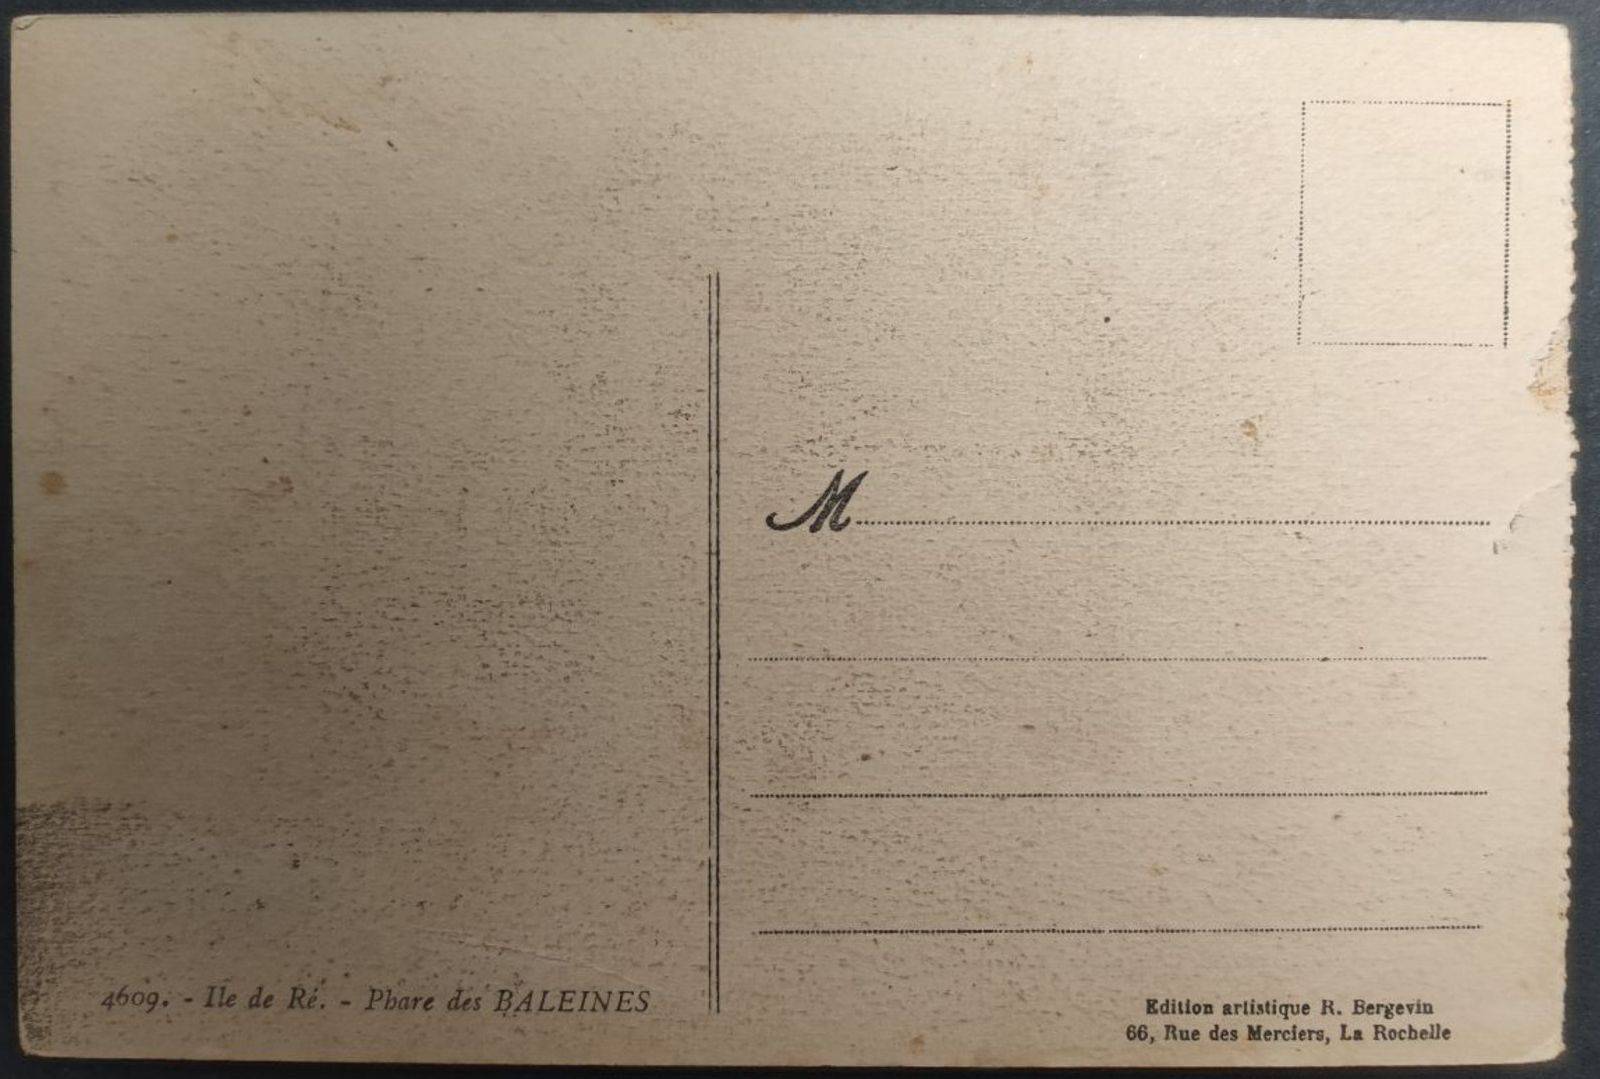 M
4609. - Ile de Ré. - Phare des BALEINES
Edition artistique R. Bergevin
66, Rue des Merciers, La Rochelle